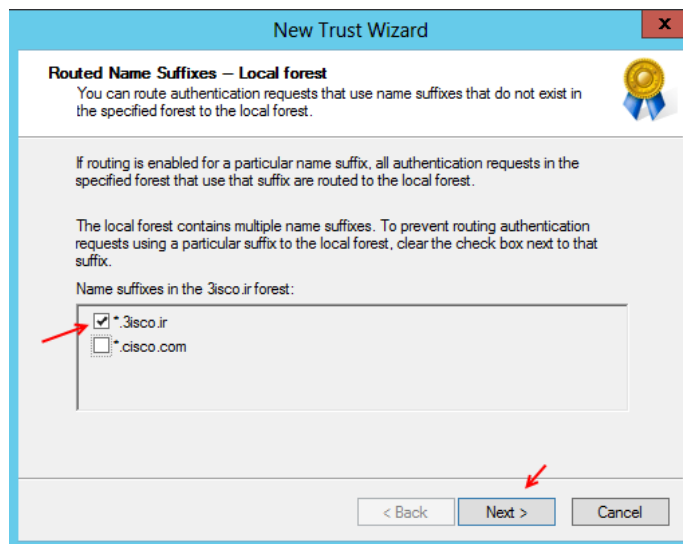 New Trust Wizard
x
Routed Name Suffixes – Local forest
You can route authentication requests that use name suffixes that do not exist in
the specified forest to the local forest.
If routing is enabled for a particular name suffix, all authentication requests in the
specified forest that use that suffix are routed to the local forest.
The local forest contains multiple name suffixes. To prevent routing authentication
requests using a particular suffix to the local forest, clear the check box next to that
suffix.
Name suffixes in the 3isco.ir forest:
*.3isco.ir
*.cisco.com
< Back
Next >
Cancel